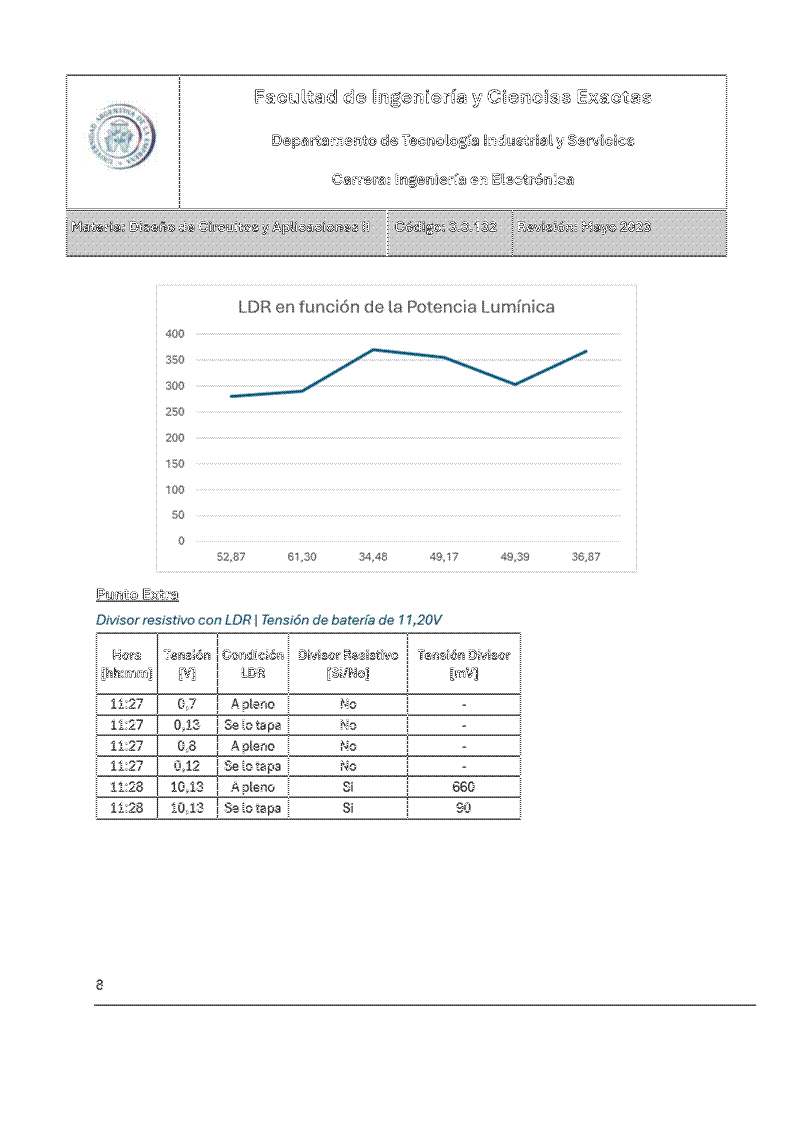 UNIVERSIDAD ARGENTINA DE LA EMPRESA
Facultad de Ingeniería y Ciencias Exactas
Departamento de Tecnología Industrial y Servicios
Carrera: Ingeniería en Electrónica
Materia: Diseño de Circuitos y Aplicaciones II Código: 3.3.132 Revisión: Mayo 2023
LDR en función de la Potencia Lumínica
400
350
300
250
200
150
100
50
0
52,87 61,30 34,48 49,17 49,39 36,87
Punto Extra
Divisor resistivo con LDR | Tensión de batería de 11,20V
Hora Tensión Condición Divisor Resistivo Tensión Divisor
[hh:mm] [V] LDR [Si/No] [mV]
11:27 0,7 A pleno No -
11:27 0,13 Se lo tapa No -
11:27 0,8 A pleno No -
11:27 0,12 Se lo tapa No -
11:28 10,13 A pleno Si 660
11:28 10,13 Se lo tapa Si 90
8